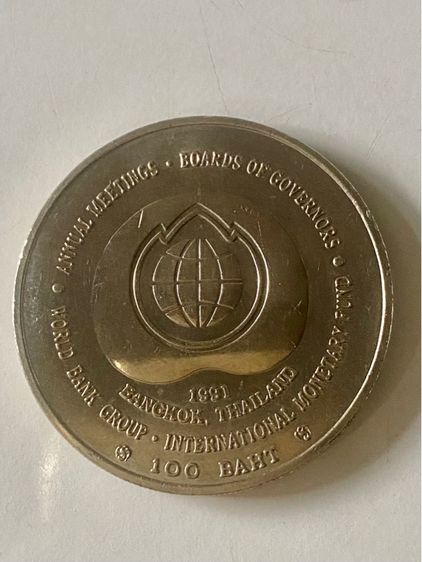 ANNUAL MEETINGS · BOARDS OF GOVERNORS
WORLD BANK GROUP · INTERNATIONAL MONETARY FUND
1991
BANGKOK, THAILAND
100 BAHT